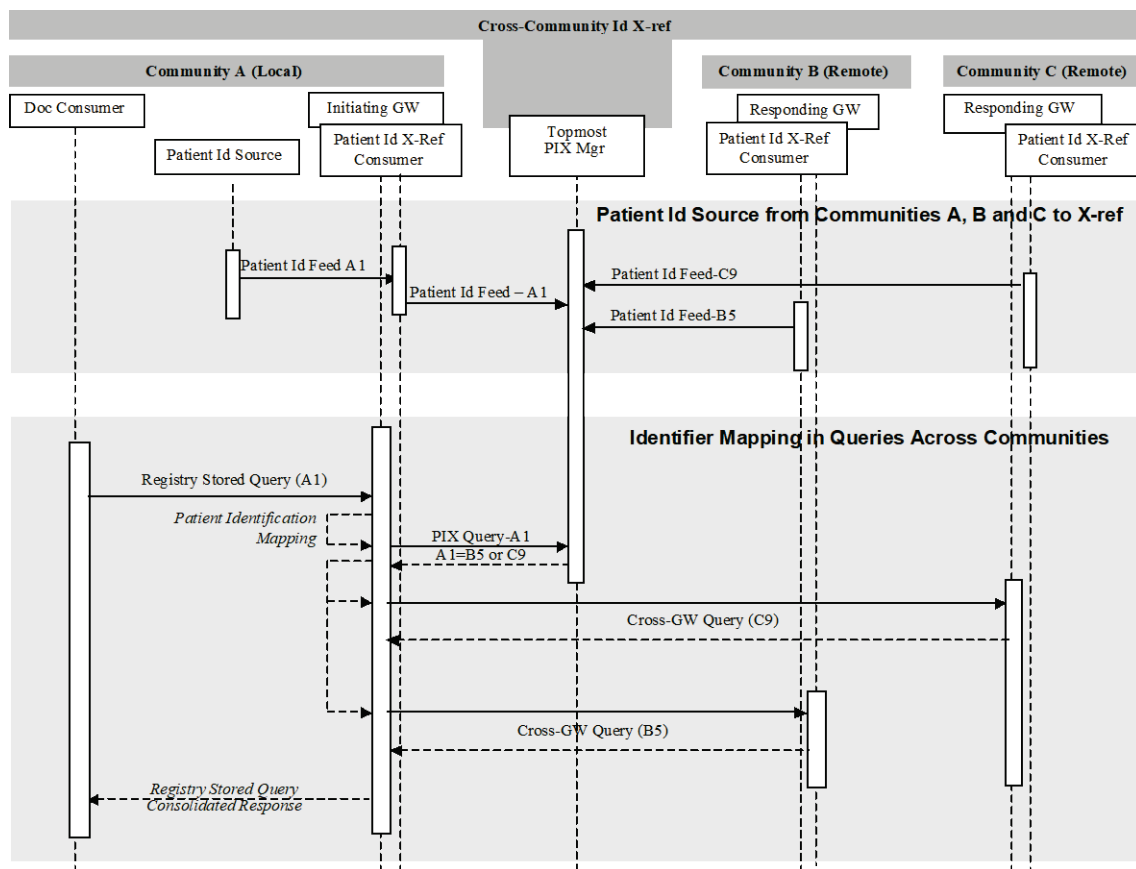 Cross-Community Id X-ref
Community A (Local)
Community B (Remote)
Community C (Remote)
Doc Consumer
Initiating GW
Responding GW
Responding GW
Patient Id Source
Patient Id X-Ref
Consumer
Topmost
PIX Mgr
Patient Id X-Ref
Consumer
Patient Id X-Ref
Consumer
Patient Id Source from Communities A, B and C to X-ref
Patient Id Feed A1
Patient Id Feed – A1
Patient Id Feed-C9
Patient Id Feed-B5
Identifier Mapping in Queries Across Communities
Registry Stored Query (A1)
Patient Identification
Mapping
PIX Query-A1
A1=B5 or C9
Cross-GW Query (C9)
Cross-GW Query (B5)
Registry Stored Query
Consolidated Response